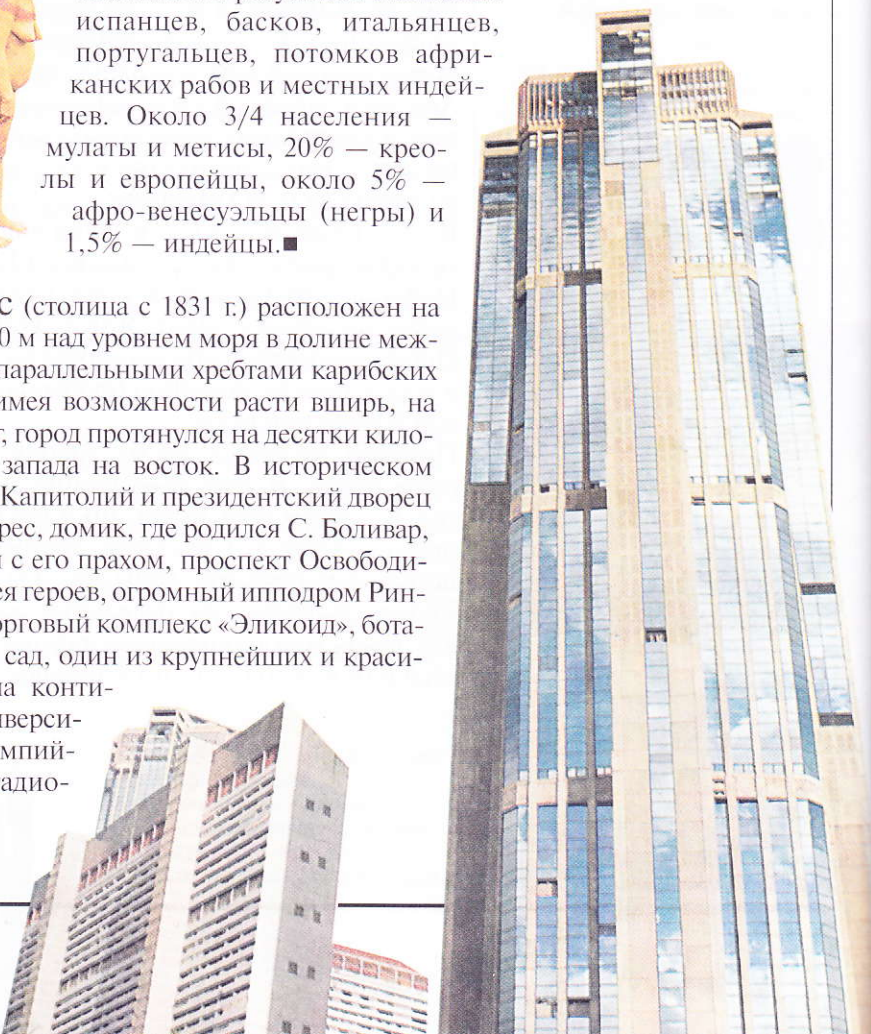 испанцев, басков, итальянцев,
португальцев, потомков афри-
канских рабов и местных индей-
цев. Около 3/4 населения —
мулаты и метисы, 20% — крео-
лы и европейцы, около 5% —
афро-венесуэльцы (негры) и
1,5% — индейцы.■
С (столица с 1831 г.) расположен на
0 м над уровнем моря в долине меж-
параллельными хребтами карибских
имея возможности расти вширь, на
, город протянулся на десятки кило-
запада на восток. В историческом
Капитолий и президентский дворец
рес, домик, где родился С. Боливар,
с его прахом, проспект Освободи-
ея героев, огромный ипподром Рин-
орговый комплекс «Эликоид», бота-
сад, один из крупнейших и краси-
на конти-
иверси-
мпий-
адио-